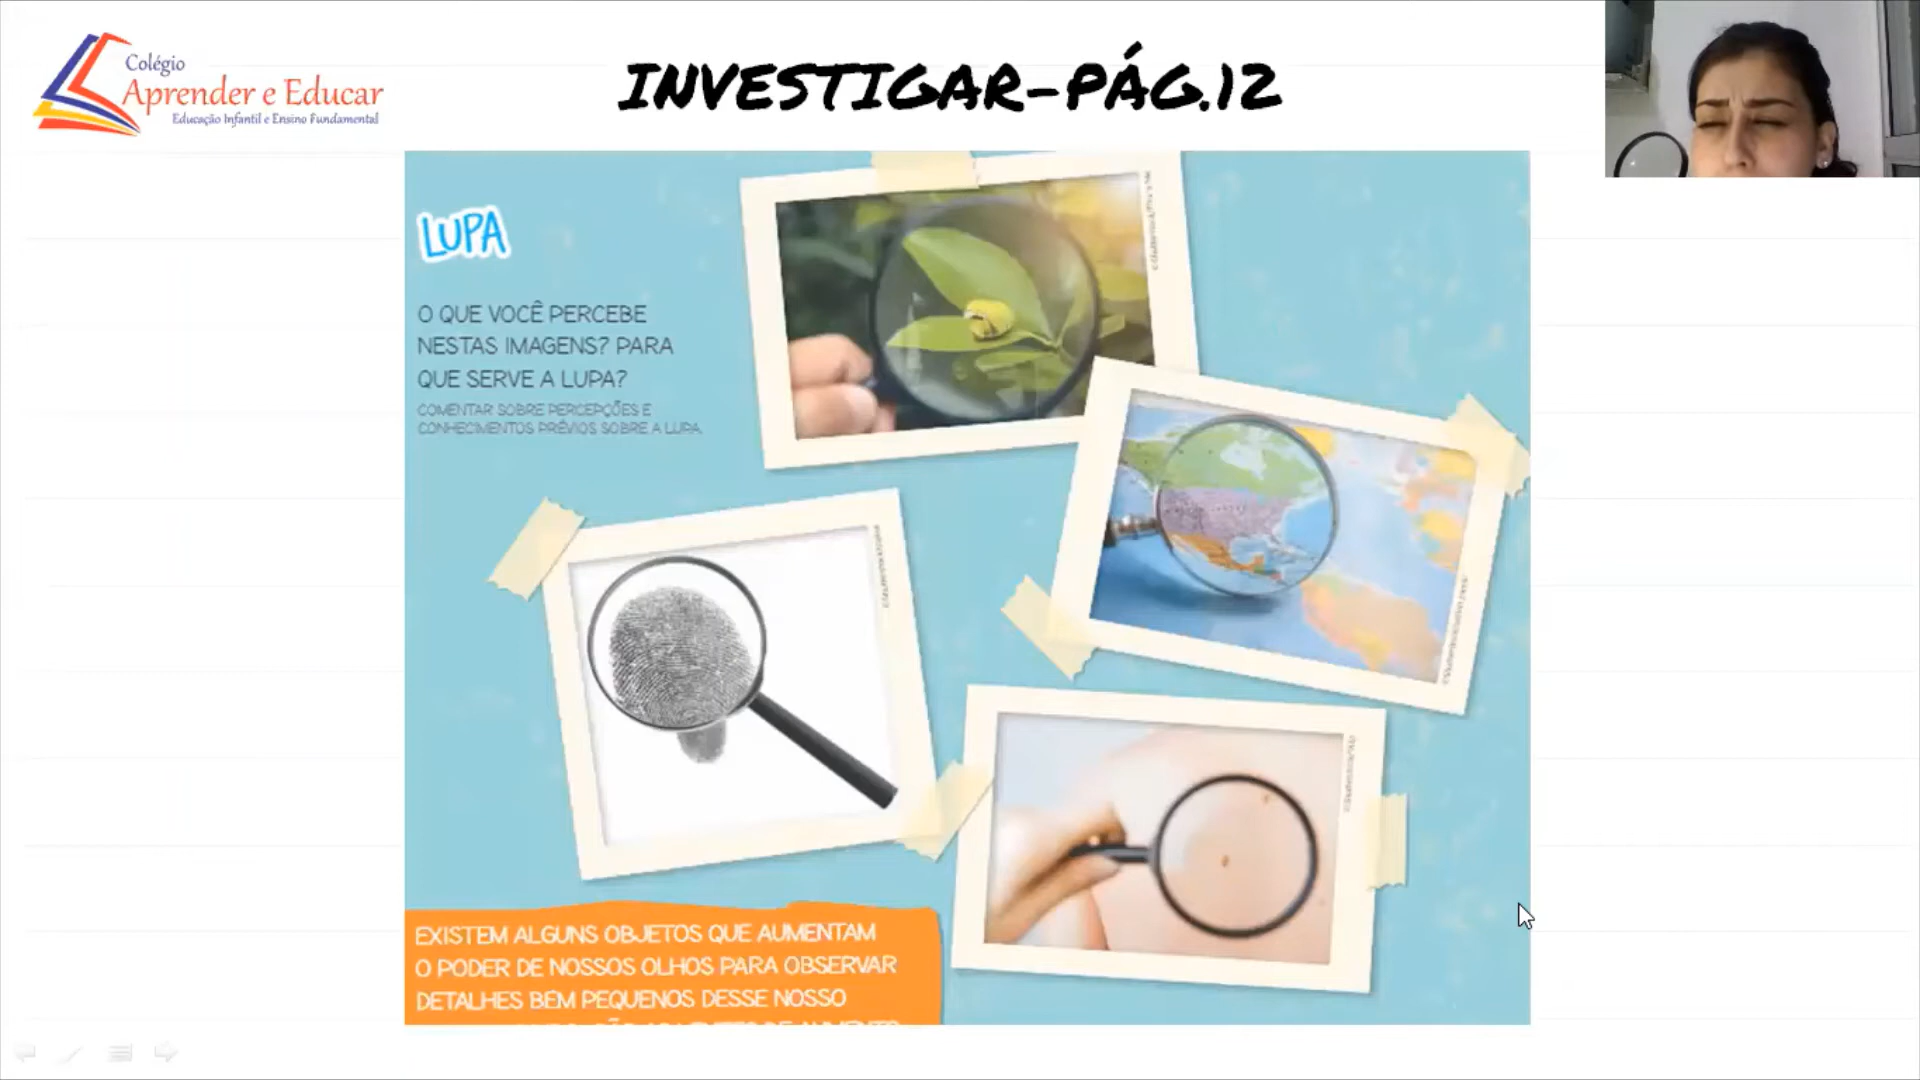 Colégio
Aprender e Educar
Educação Infantil e Ensino Fundamental
INVESTIGAR-PÁG.12
LUPA
O QUE VOCÊ PERCEBE
NESTAS IMAGENS? PARA
QUE SERVE A LUPA?
COMENTAR SOBRE PERCEPÇÕES E
CONHECIMENTOS PRÉVIOS SOBRE A LUPA.
EXISTEM ALGUNS OBJETOS QUE AUMENTAM
O PODER DE NOSSOS OLHOS PARA OBSERVAR
DETALHES BEM PEQUENOS DESSE NOSSO